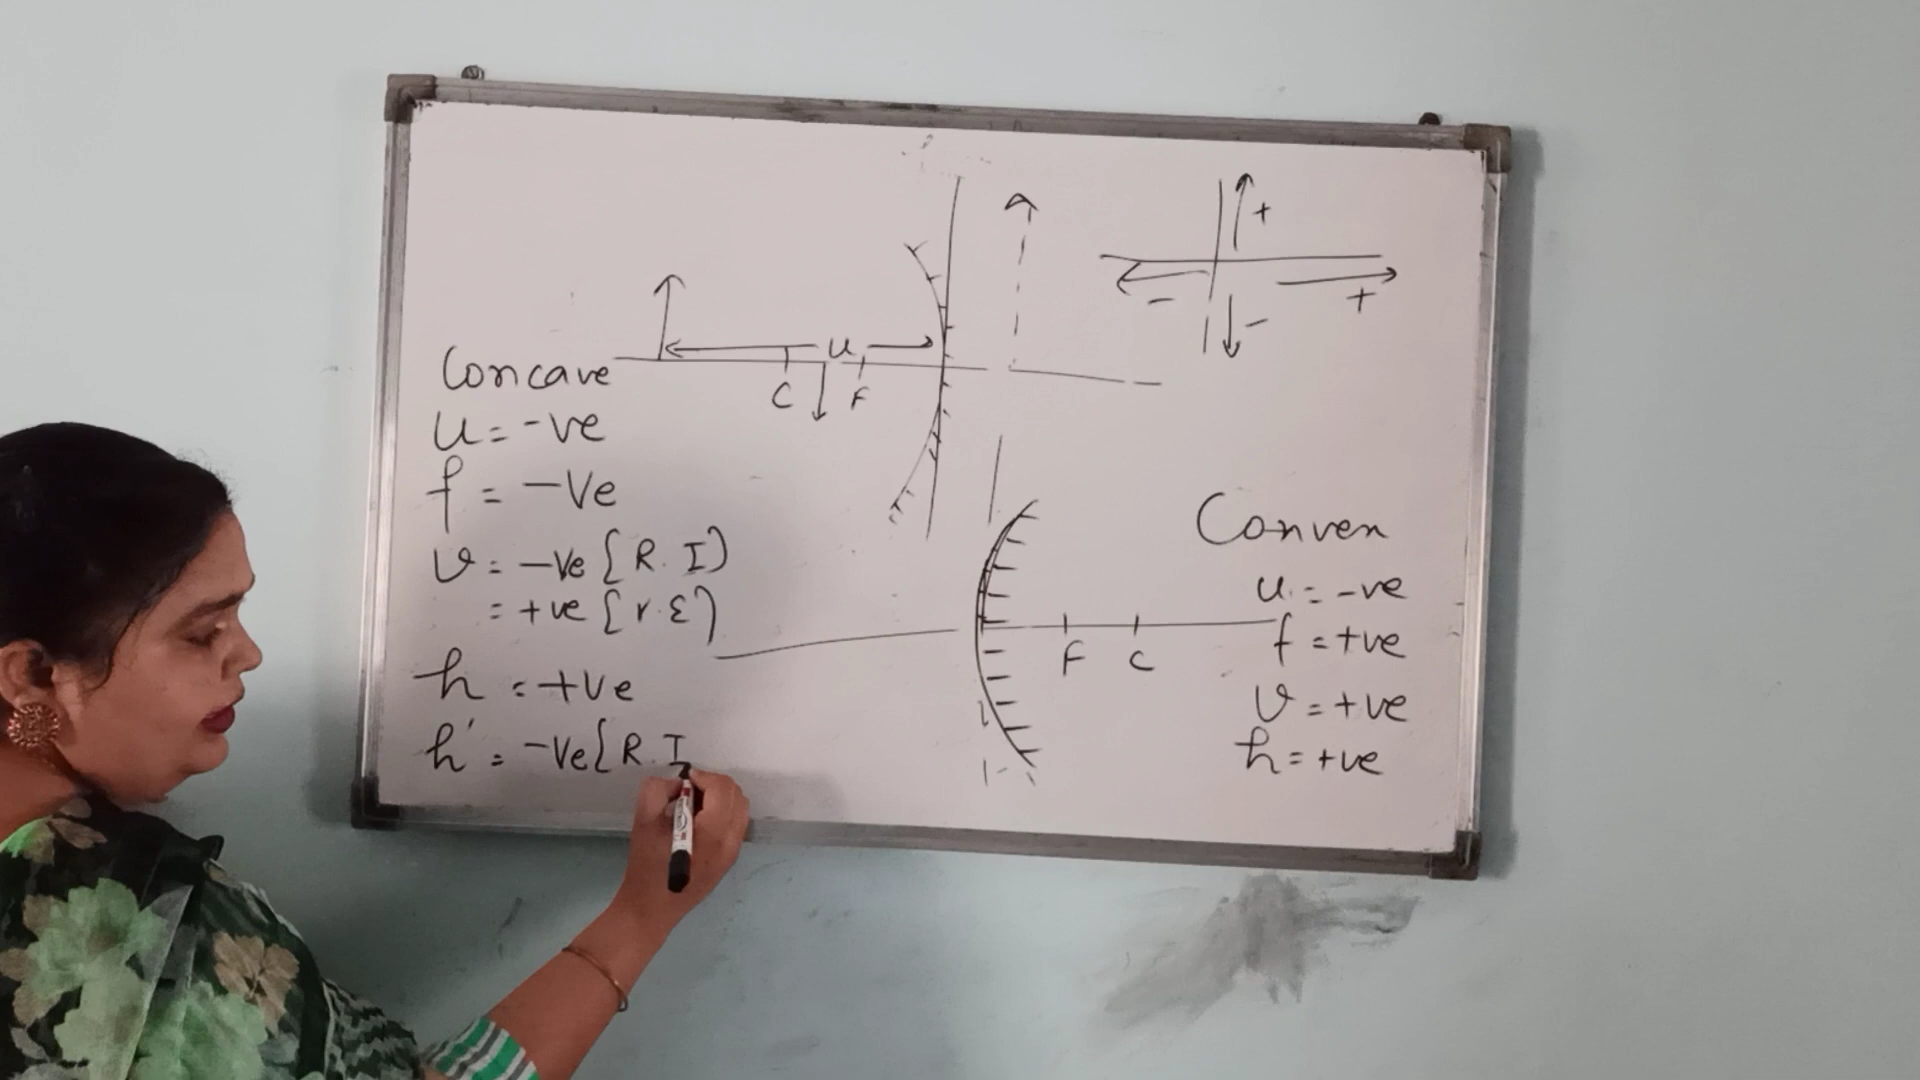 +
- +
-
u
C F
Concave
u = -ve
f = -Ve
v = -ve [R. I)
= +ve [v.ε)
h = +ve
h' = -Ve[R.I
F C
Conven
u = -ve
f = +ve
v = +ve
h = +ve